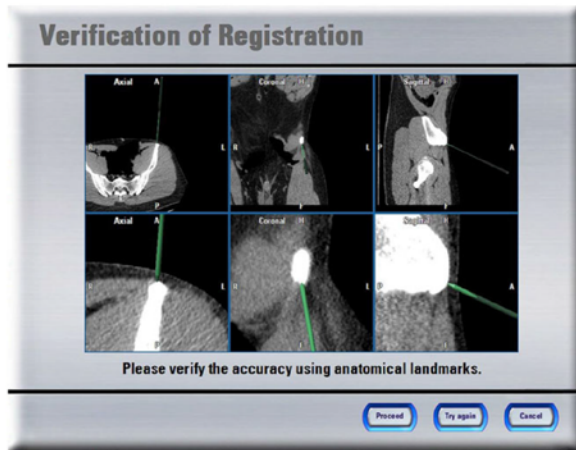 Verification of Registration
Axial A
Coronal H
Sagittal
R L
R L
P A
P
Axial A
Coronal H
Sagittal
L
R L
P A
P
Please verify the accuracy using anatomical landmarks.
Proceed Try again Cancel